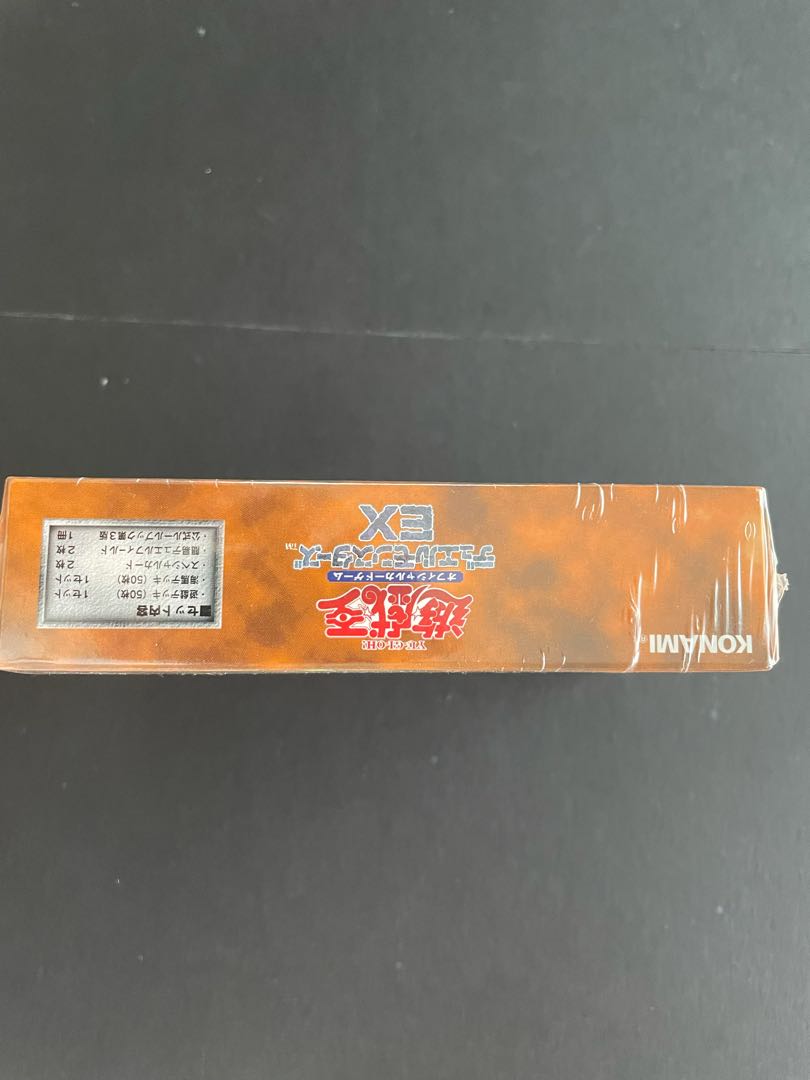 KONAMI®
YU-GI-OH!
遊戯王
オフィシャルカードゲーム
デュエルモンスターズ™
EX
■セット内容
・遊戯デッキ (50枚) 1セット
・海馬デッキ (50枚) 1セット
・スペシャルカード 2枚
・簡易デュエルフィールド 2枚
・公式ルールブック第3版 1冊